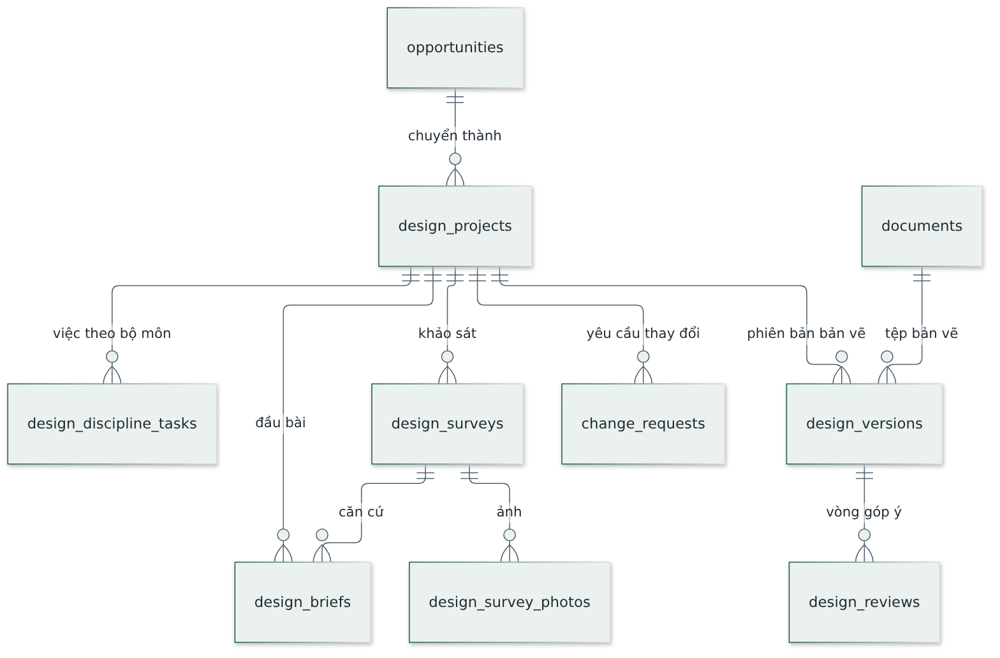 opportunities
chuyển thành
design_projects
documents
việc theo bộ môn
khảo sát
yêu cầu thay đổi
phiên bản bản vẽ
tệp bản vẽ
design_discipline_tasks
đầu bài
design_surveys
change_requests
design_versions
căn cứ
ảnh
vòng góp ý
design_briefs
design_survey_photos
design_reviews